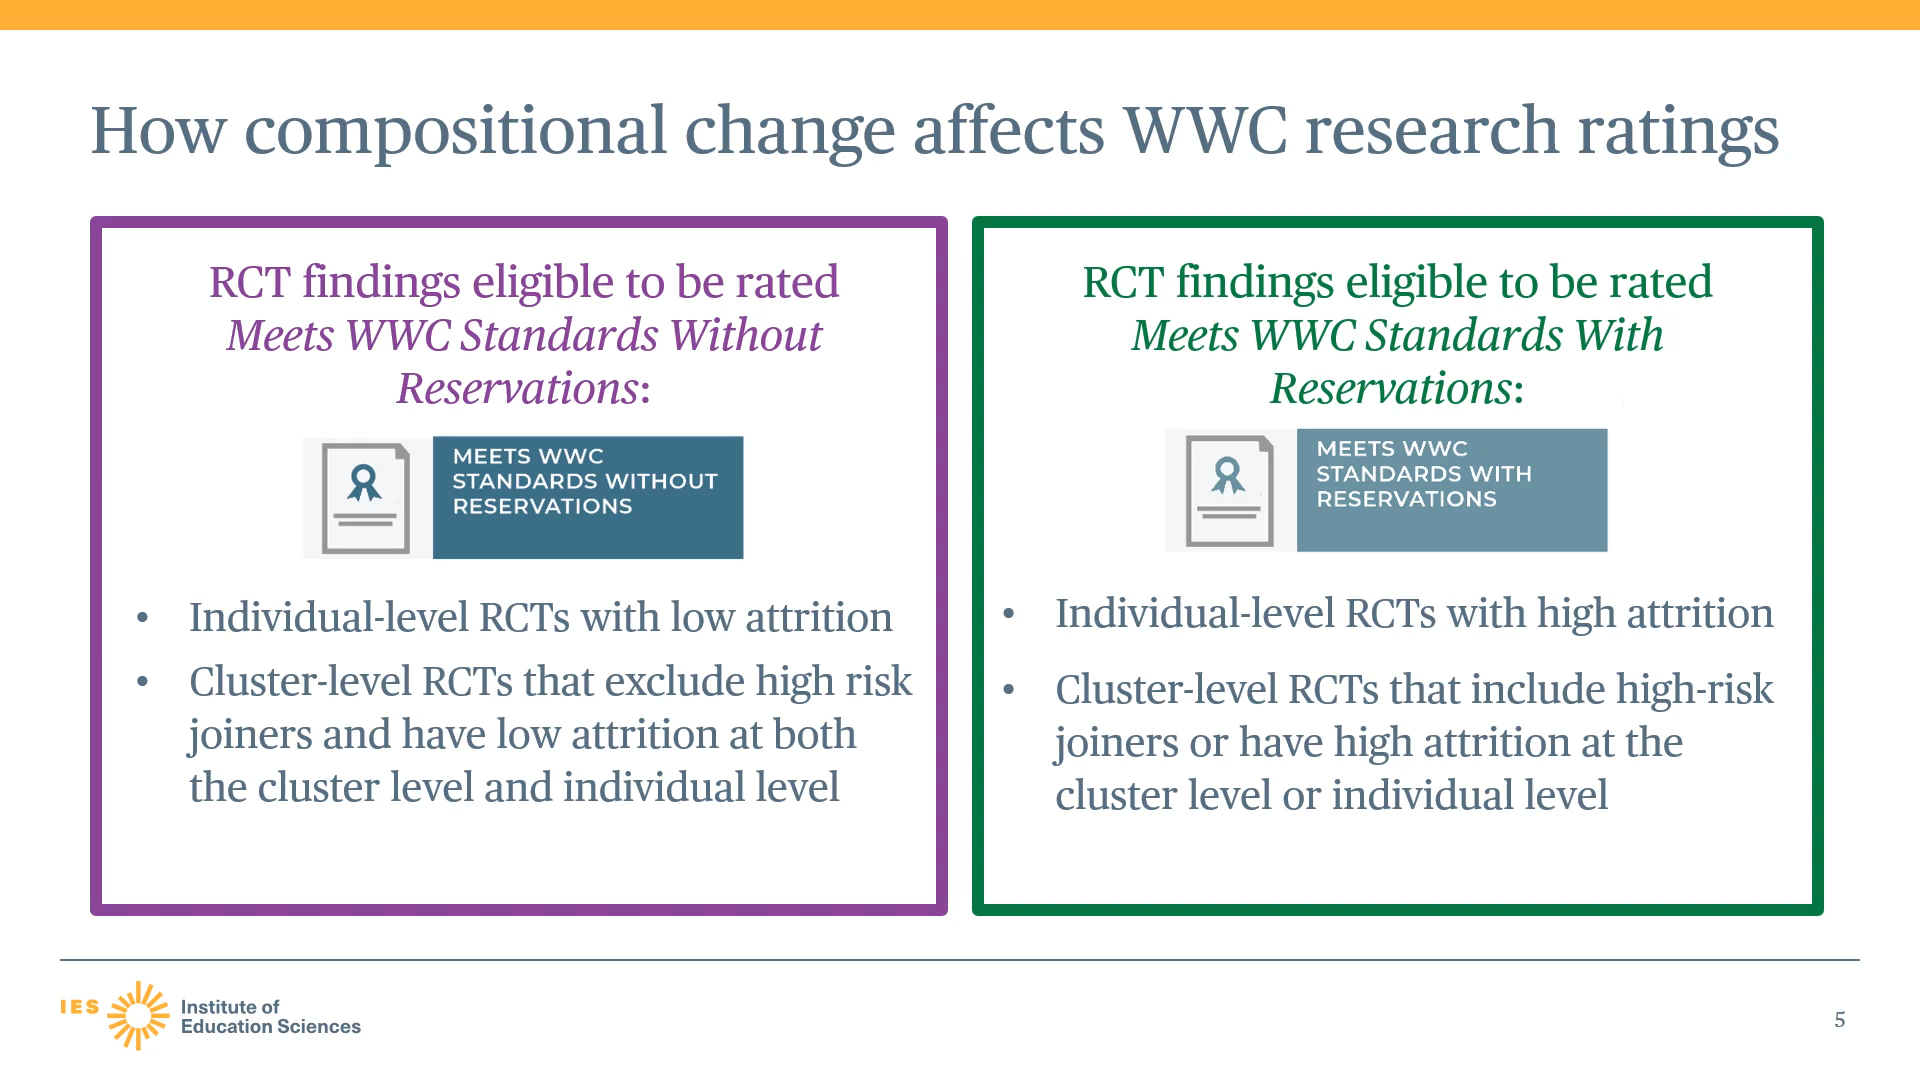 How compositional change affects WWC research ratings
RCT findings eligible to be rated
Meets WWC Standards Without
Reservations:
MEETS WWC
STANDARDS WITHOUT
RESERVATIONS
• Individual-level RCTs with low attrition
• Cluster-level RCTs that exclude high risk
joiners and have low attrition at both
the cluster level and individual level
RCT findings eligible to be rated
Meets WWC Standards With
Reservations:
MEETS WWC
STANDARDS WITH
RESERVATIONS
• Individual-level RCTs with high attrition
• Cluster-level RCTs that include high-risk
joiners or have high attrition at the
cluster level or individual level
IES
Institute of
Education Sciences
5